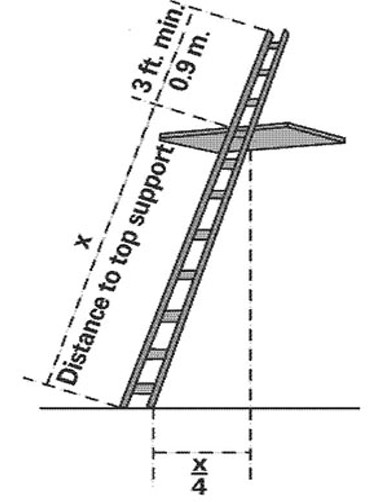 3 ft. min.
0.9 m.
x
Distance to top support
x
4